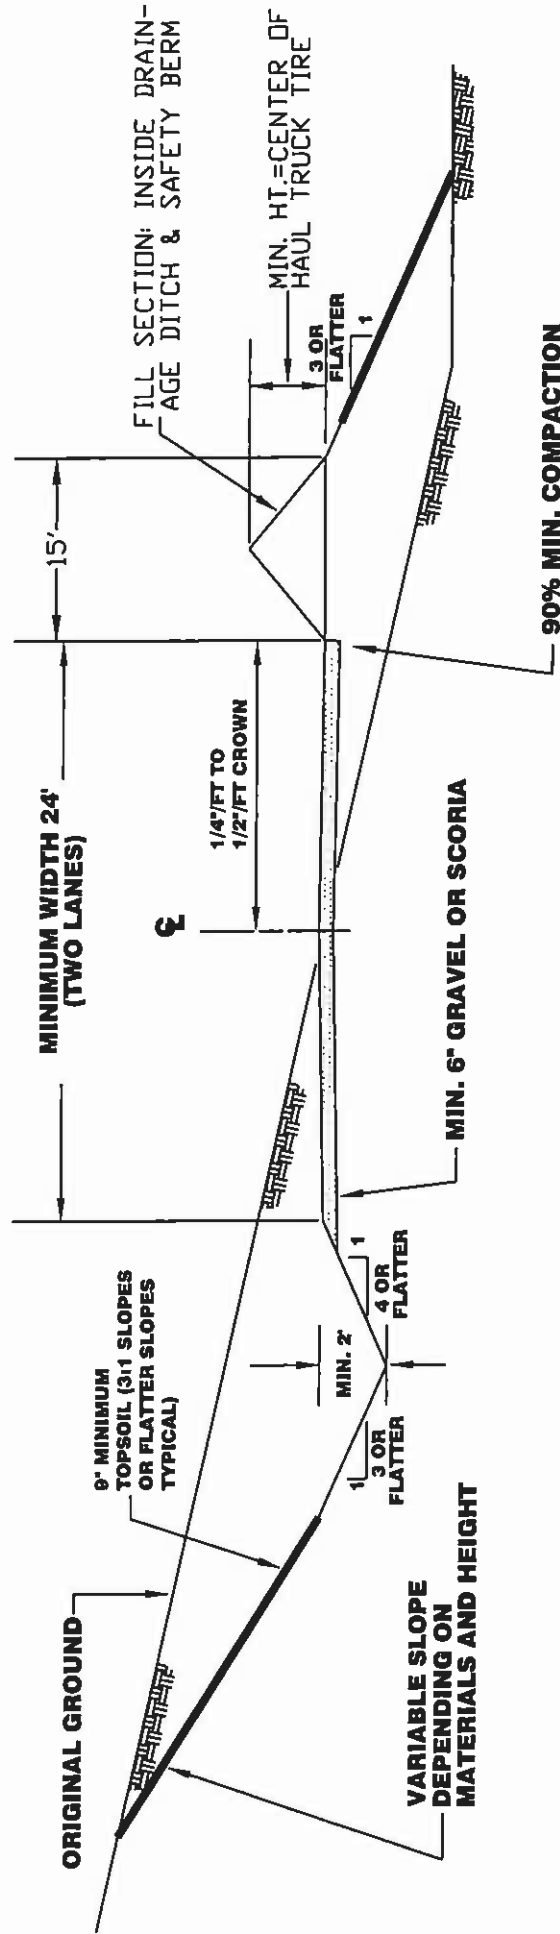 ORIGINAL GROUND
9" MINIMUM
TOPSOIL (3:1 SLOPES
OR FLATTER SLOPES
TYPICAL)
VARIABLE SLOPE
DEPENDING ON
MATERIALS AND HEIGHT
1
3 OR
FLATTER
MIN. 2'
1
4 OR
FLATTER
MINIMUM WIDTH 24'
(TWO LANES)
MIN. 6" GRAVEL OR SCORIA
℄
1/4"/FT TO
1/2"/FT CROWN
15'
90% MIN. COMPACTION
FILL SECTION: INSIDE DRAIN-
AGE DITCH & SAFETY BERM
MIN. HT.=CENTER OF
HAUL TRUCK TIRE
3 OR
FLATTER
1